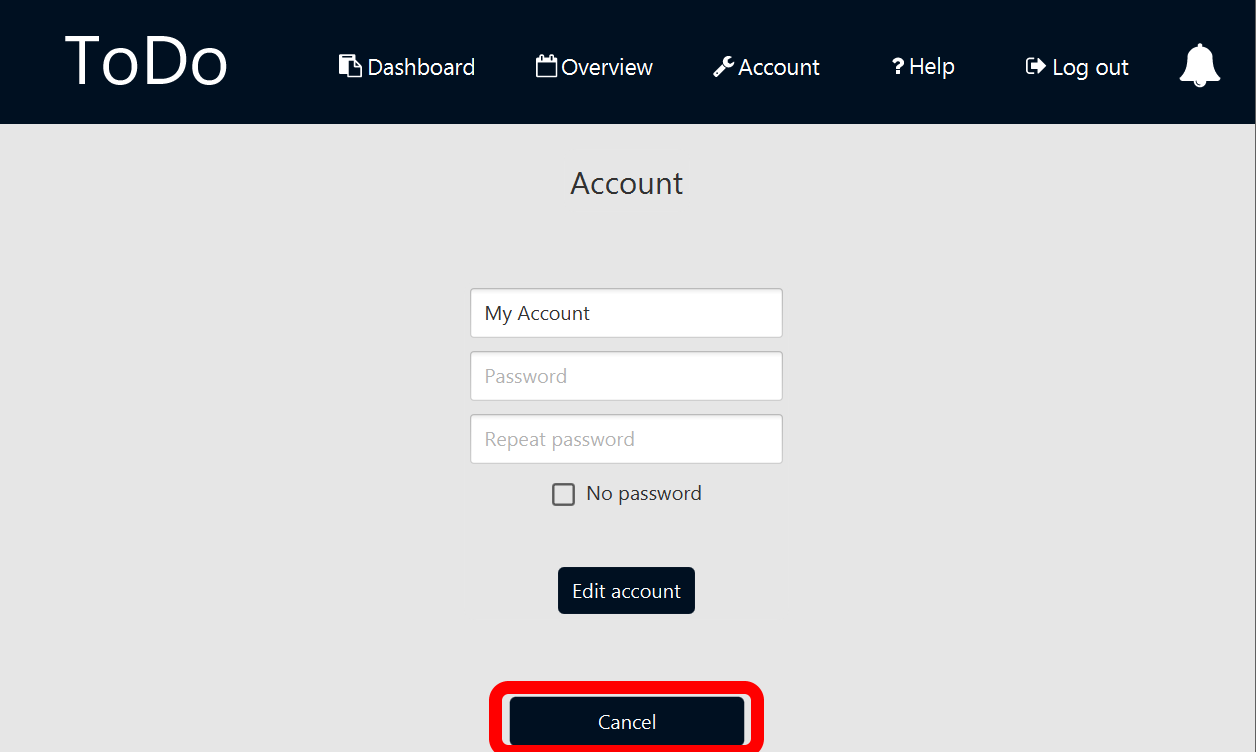 ToDo
Dashboard Overview Account ? Help Log out
Account
My Account
Password
Repeat password
No password
Edit account
Cancel